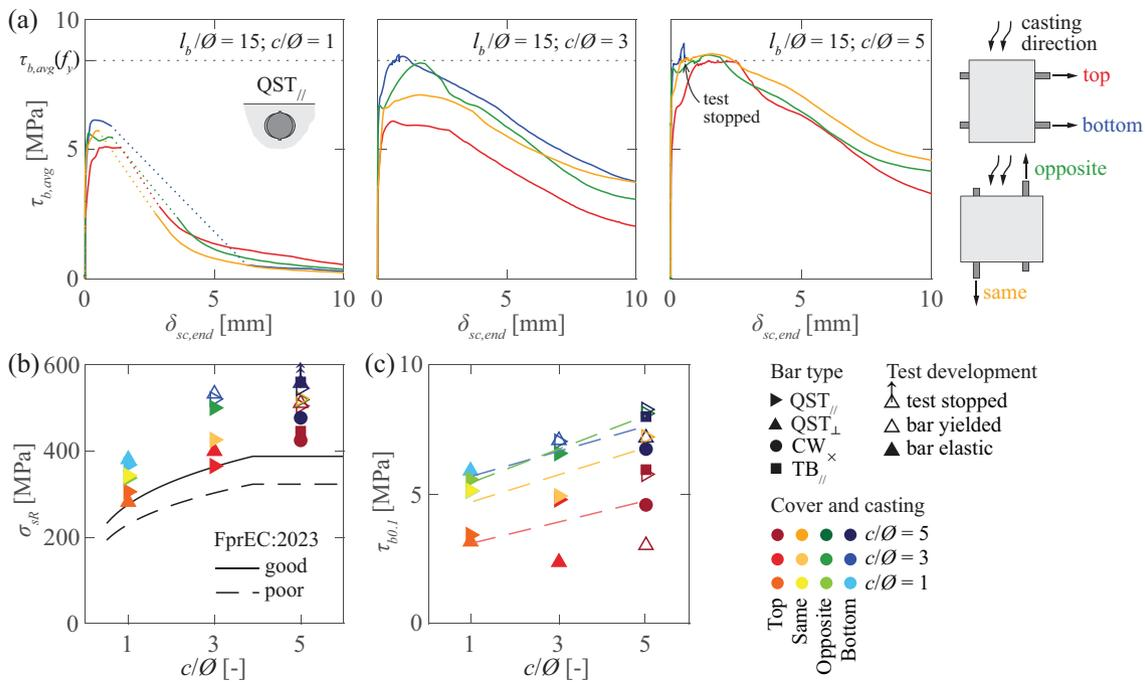 (a)
10
5
0
τb,avg(fy)
τb,avg [MPa]
lb/Ø = 15; c/Ø = 1
QST//
0
5
10
δsc,end [mm]
lb/Ø = 15; c/Ø = 3
0
5
10
δsc,end [mm]
lb/Ø = 15; c/Ø = 5
test
stopped
0
5
10
δsc,end [mm]
casting
direction
top
bottom
opposite
same
(b)
600
400
200
0
σsR [MPa]
FprEC:2023
good
poor
1
3
5
c/Ø [-]
(c)
10
5
0
τb0.1 [MPa]
1
3
5
c/Ø [-]
Bar type
QST//
QST⊥
CW×
TB//
Test development
test stopped
bar yielded
bar elastic
Cover and casting
c/Ø = 5
c/Ø = 3
c/Ø = 1
Top
Same
Opposite
Bottom